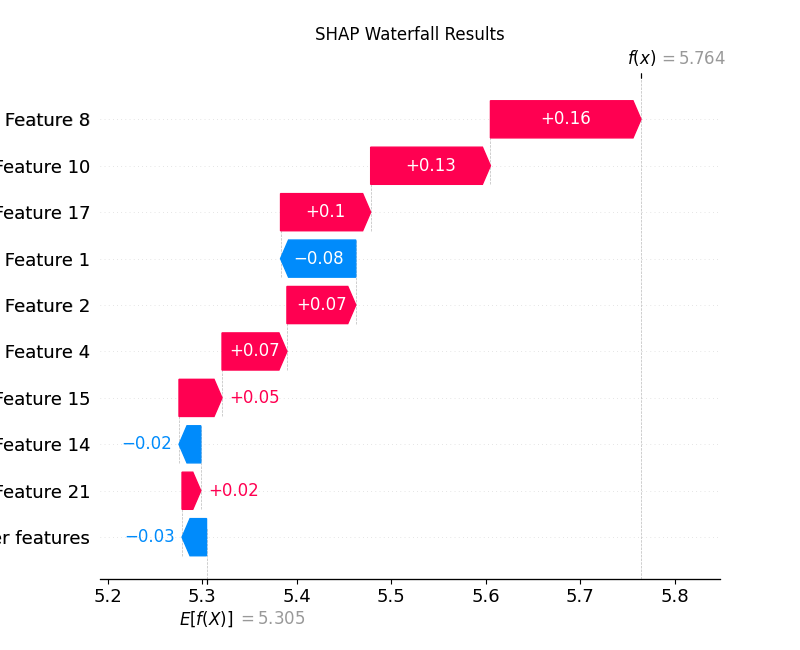 SHAP Waterfall Results
f(x) = 5.764
Feature 8 +0.16
Feature 10 +0.13
Feature 17 +0.1
Feature 1 −0.08
Feature 2 +0.07
Feature 4 +0.07
Feature 15 +0.05
Feature 14 −0.02
Feature 21 +0.02
features −0.03
5.2 5.3 5.4 5.5 5.6 5.7 5.8
E[f(X)] = 5.305